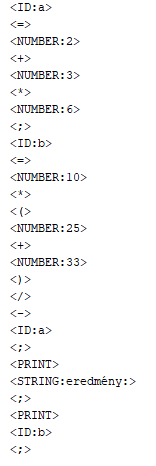 <ID:a>
<=>
<NUMBER:2>
<+>
<NUMBER:3>
<*>
<NUMBER:6>
<;>
<ID:b>
<=>
<NUMBER:10>
<*>
<(>
<NUMBER:25>
<+>
<NUMBER:33>
<)>
</>
<->
<ID:a>
<;>
<PRINT>
<STRING:eredmény:>
<;>
<PRINT>
<ID:b>
<;>